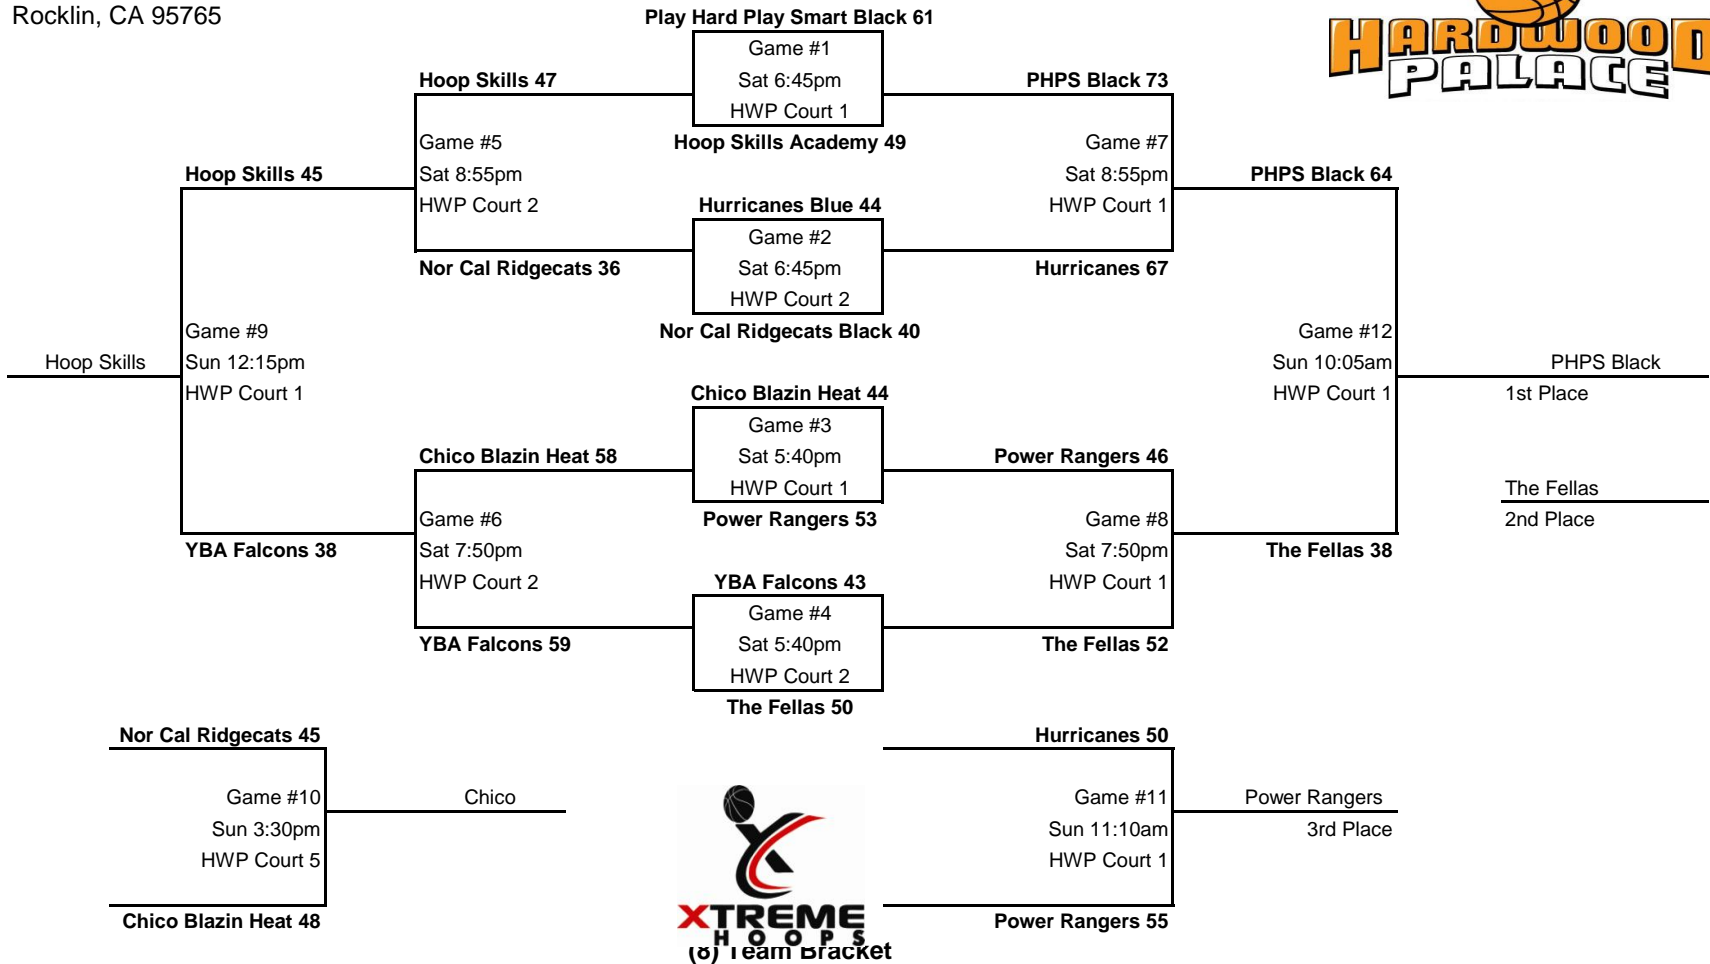 Rocklin, CA 95765
HARDWOOD
PALACE
Play Hard Play Smart Black 61
Game #1
Sat 6:45pm
HWP Court 1
Hoop Skills Academy 49
Hoop Skills 47
Game #5
Sat 8:55pm
HWP Court 2
Nor Cal Ridgecats 36
PHPS Black 73
Game #7
Sat 8:55pm
HWP Court 1
Hurricanes 67
Hurricanes Blue 44
Game #2
Sat 6:45pm
HWP Court 2
Nor Cal Ridgecats Black 40
Hoop Skills 45
Game #9
Sun 12:15pm
HWP Court 1
YBA Falcons 38
Hoop Skills
PHPS Black 64
Game #12
Sun 10:05am
HWP Court 1
The Fellas 38
PHPS Black
1st Place
The Fellas
2nd Place
Chico Blazin Heat 44
Game #3
Sat 5:40pm
HWP Court 1
Power Rangers 53
Chico Blazin Heat 58
Game #6
Sat 7:50pm
HWP Court 2
YBA Falcons 59
Power Rangers 46
Game #8
Sat 7:50pm
HWP Court 1
The Fellas 52
YBA Falcons 43
Game #4
Sat 5:40pm
HWP Court 2
The Fellas 50
Nor Cal Ridgecats 45
Game #10
Sun 3:30pm
HWP Court 5
Chico Blazin Heat 48
Chico
Hurricanes 50
Game #11
Sun 11:10am
HWP Court 1
Power Rangers 55
Power Rangers
3rd Place
XTREME
HOOPS
(8) Team Bracket